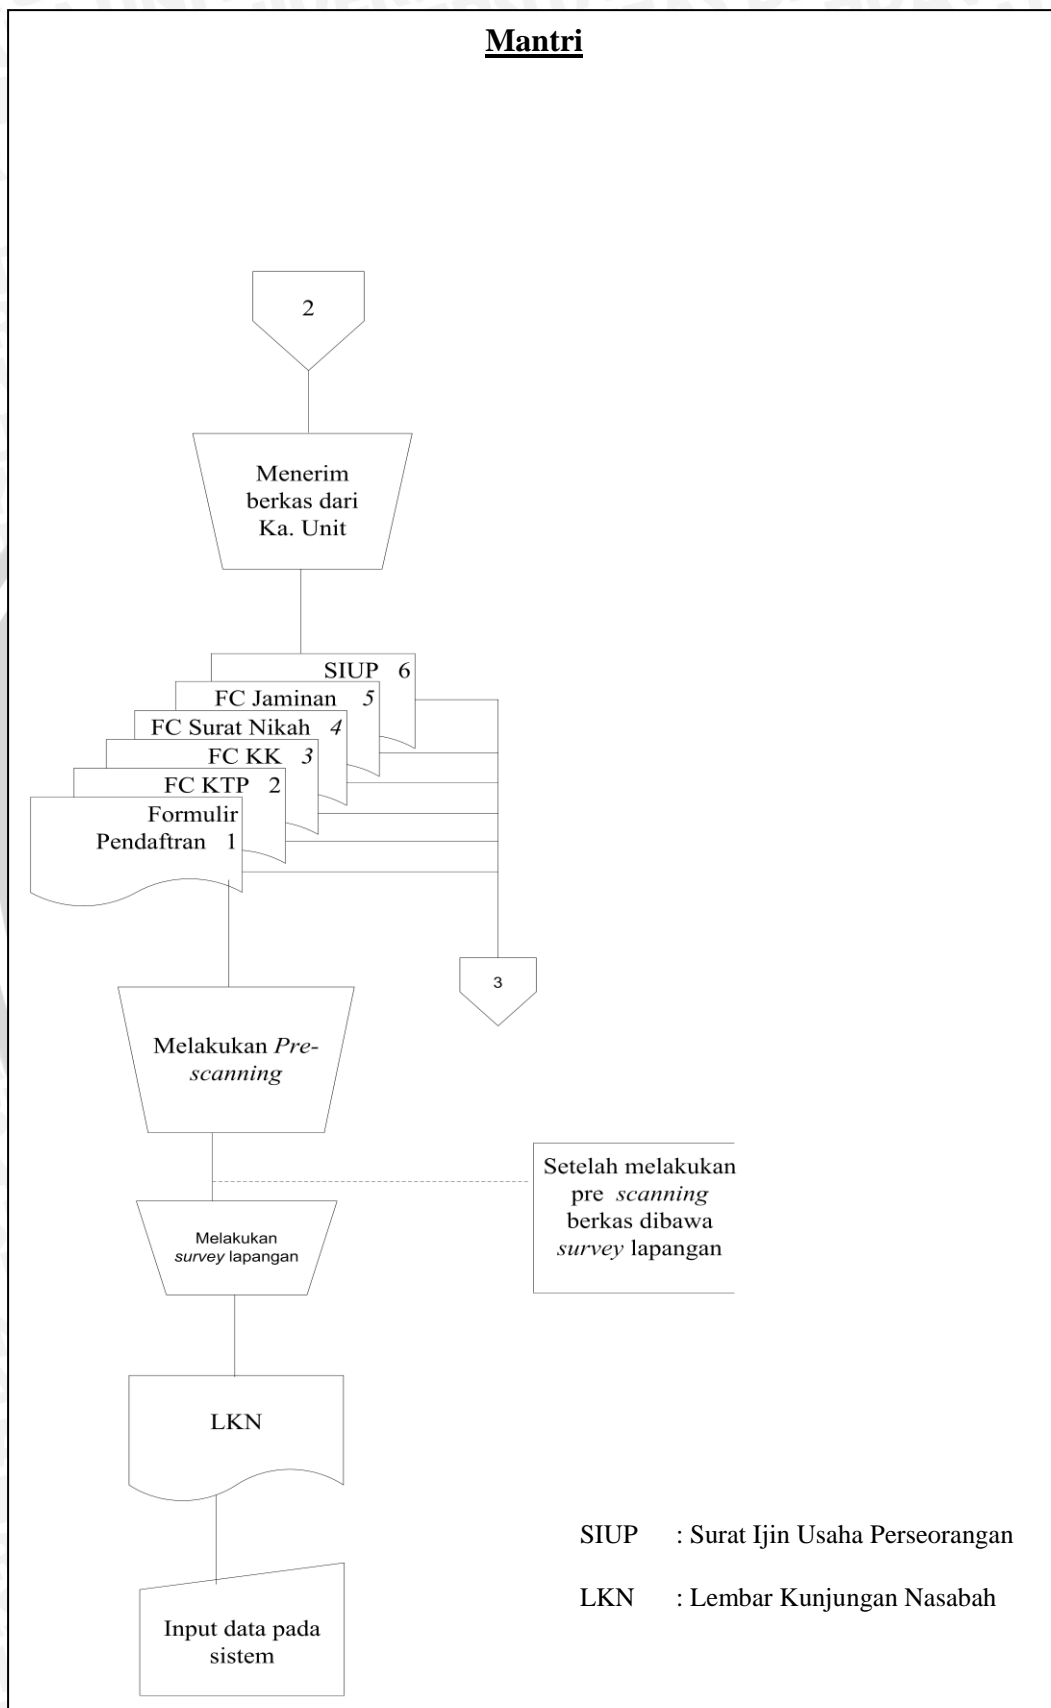 Mantri
2
Menerim
berkas dari
Ka. Unit
SIUP 6
FC Jaminan 5
FC Surat Nikah 4
FC KK 3
FC KTP 2
Formulir
Pendaftran 1
3
Melakukan Pre-
scanning
Setelah melakukan
pre scanning
berkas dibawa
survey lapangan
Melakukan
survey lapangan
LKN
SIUP : Surat Ijin Usaha Perseorangan
LKN : Lembar Kunjungan Nasabah
Input data pada
sistem